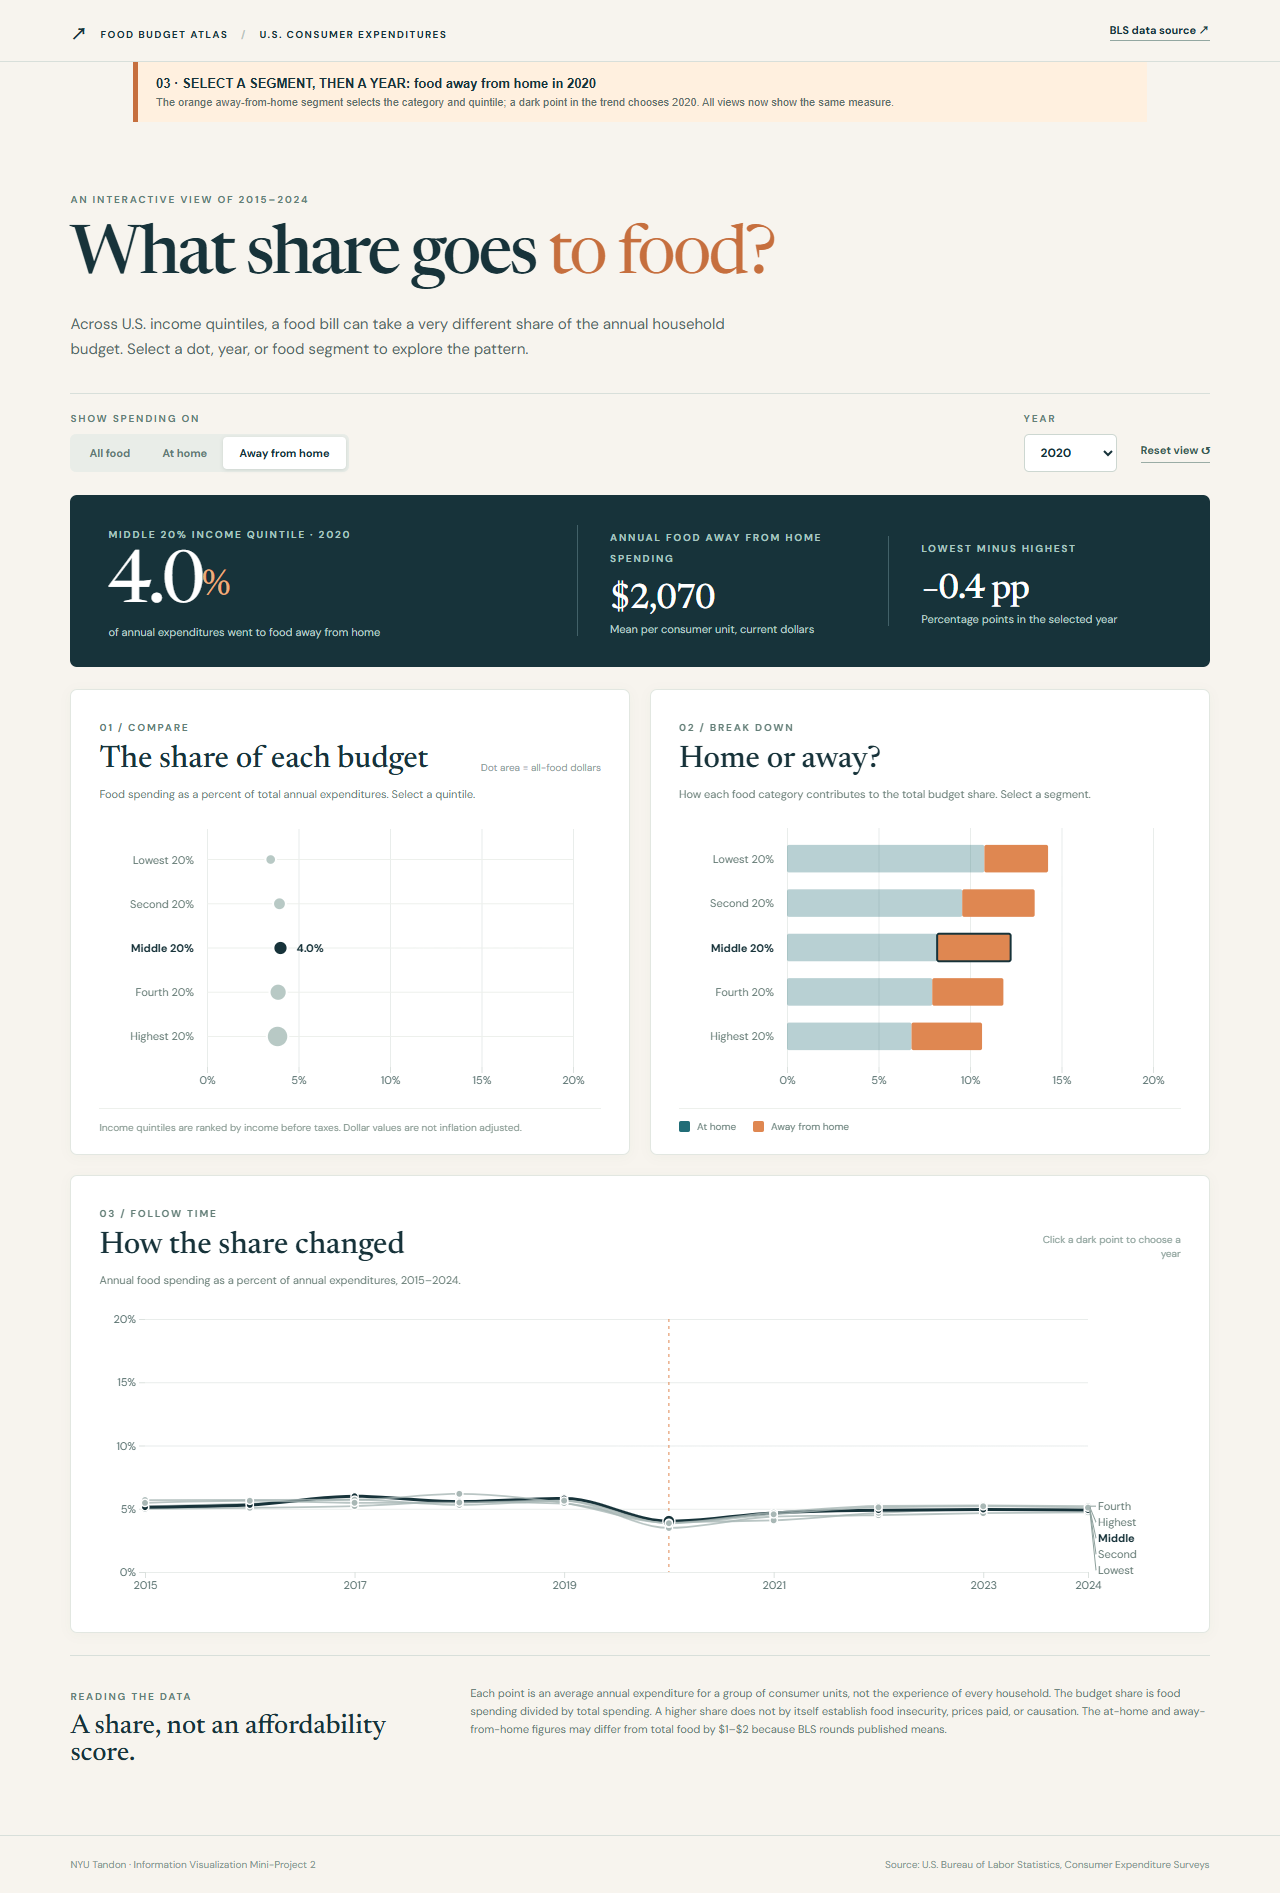 ↗ FOOD BUDGET ATLAS / U.S. CONSUMER EXPENDITURES
BLS data source ↗
03 · SELECT A SEGMENT, THEN A YEAR: food away from home in 2020
The orange away-from-home segment selects the category and quintile; a dark point in the trend chooses 2020. All views now show the same measure.
AN INTERACTIVE VIEW OF 2015–2024
What share goes to food?
Across U.S. income quintiles, a food bill can take a very different share of the annual household
budget. Select a dot, year, or food segment to explore the pattern.
SHOW SPENDING ON
All food At home Away from home
YEAR
2020
Reset view ↺
MIDDLE 20% INCOME QUINTILE · 2020
4.0%
of annual expenditures went to food away from home
ANNUAL FOOD AWAY FROM HOME
SPENDING
$2,070
Mean per consumer unit, current dollars
LOWEST MINUS HIGHEST
−0.4 pp
Percentage points in the selected year
01 / COMPARE
The share of each budget
Dot area = all-food dollars
Food spending as a percent of total annual expenditures. Select a quintile.
Lowest 20%
Second 20%
Middle 20% 4.0%
Fourth 20%
Highest 20%
0% 5% 10% 15% 20%
Income quintiles are ranked by income before taxes. Dollar values are not inflation adjusted.
02 / BREAK DOWN
Home or away?
How each food category contributes to the total budget share. Select a segment.
Lowest 20%
Second 20%
Middle 20%
Fourth 20%
Highest 20%
0% 5% 10% 15% 20%
At home Away from home
03 / FOLLOW TIME
How the share changed
Click a dark point to choose a
year
Annual food spending as a percent of annual expenditures, 2015–2024.
20%
15%
10%
5%
0%
Fourth
Highest
Middle
Second
Lowest
2015 2017 2019 2021 2023 2024
READING THE DATA
A share, not an affordability
score.
Each point is an average annual expenditure for a group of consumer units, not the experience of every household. The budget share is food
spending divided by total spending. A higher share does not by itself establish food insecurity, prices paid, or causation. The at-home and away-
from-home figures may differ from total food by $1–$2 because BLS rounds published means.
NYU Tandon · Information Visualization Mini-Project 2
Source: U.S. Bureau of Labor Statistics, Consumer Expenditure Surveys